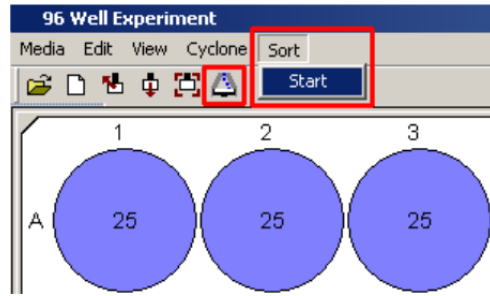 96 Well Experiment
Media Edit View Cyclone Sort
Start
1 2 3
A 25 25 25